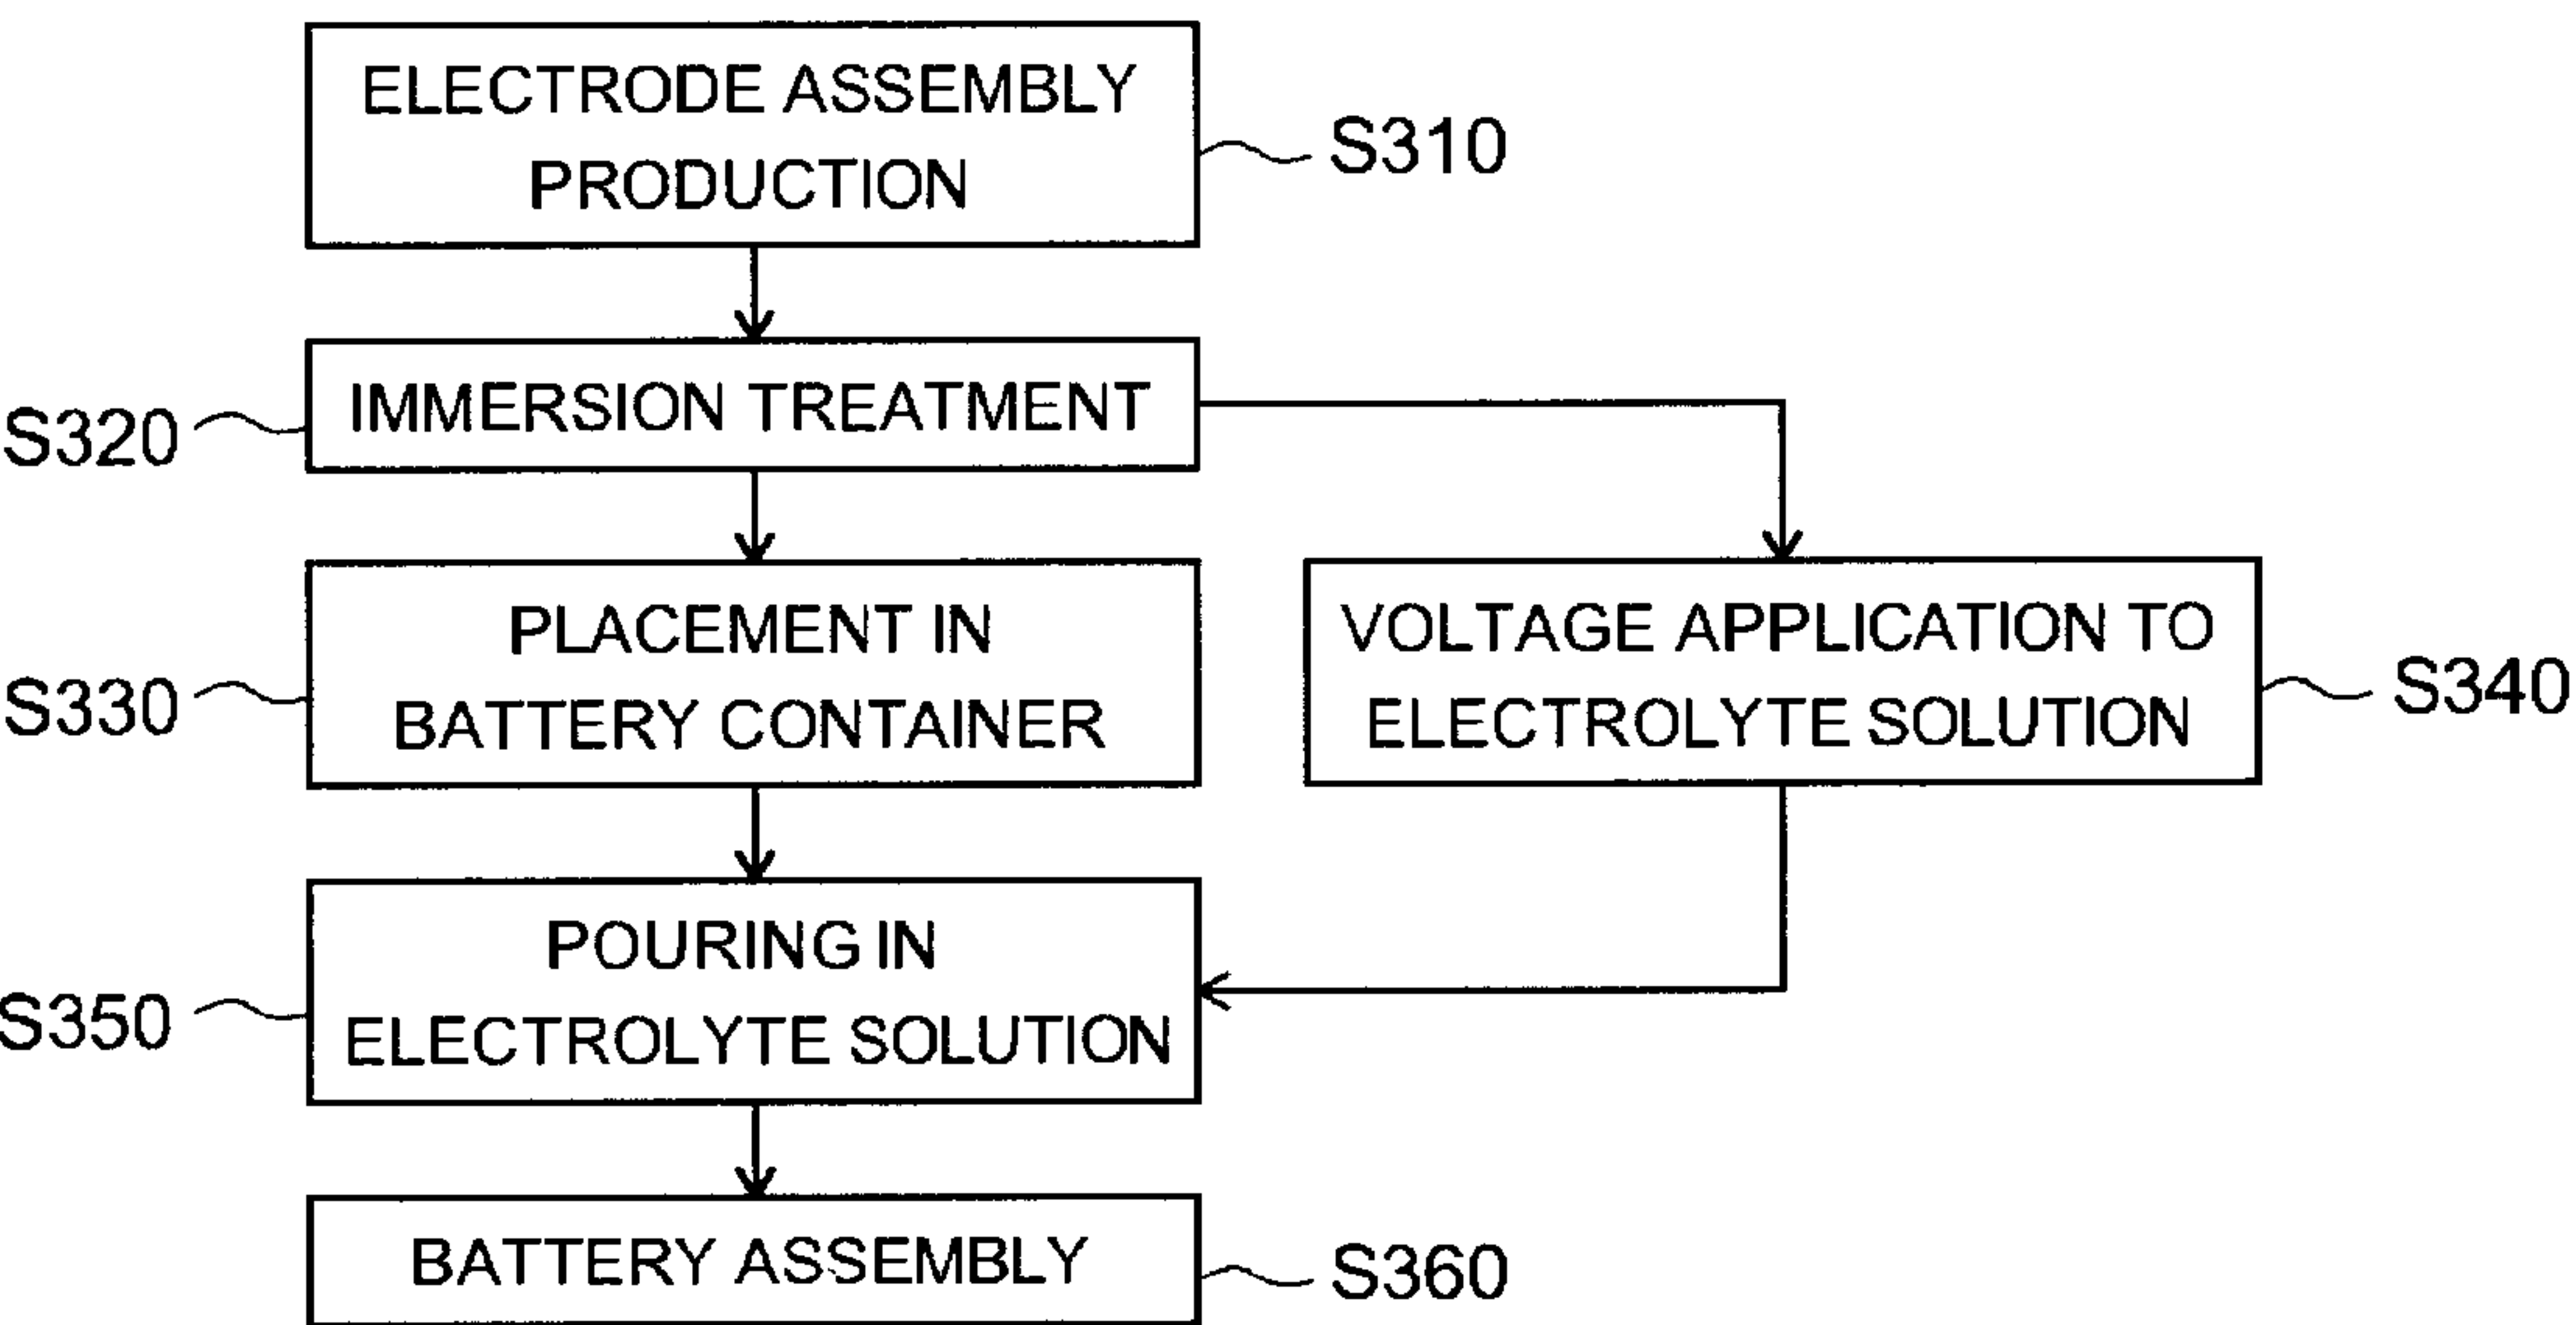 ELECTRODE ASSEMBLY
PRODUCTION
S310
IMMERSION TREATMENT
S320
PLACEMENT IN
BATTERY CONTAINER
S330
VOLTAGE APPLICATION TO
ELECTROLYTE SOLUTION
S340
POURING IN
ELECTROLYTE SOLUTION
S350
BATTERY ASSEMBLY
S360